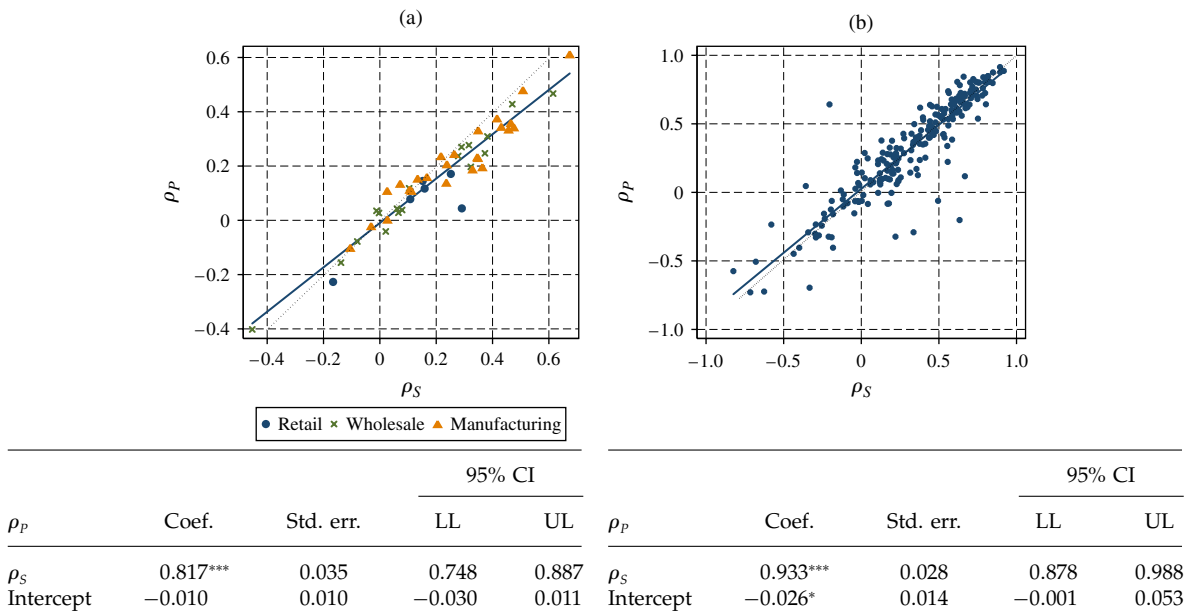 (a)
0.6
0.4
0.2
0
−0.2
−0.4
ρP
−0.4 −0.2 0 0.2 0.4 0.6
ρS
Retail Wholesale Manufacturing
(b)
1.0
0.5
0
−0.5
−1.0
ρP
−1.0 −0.5 0 0.5 1.0
ρS
95% CI
ρP Coef. Std. err. LL UL
ρS 0.817*** 0.035 0.748 0.887
Intercept −0.010 0.010 −0.030 0.011
95% CI
ρP Coef. Std. err. LL UL
ρS 0.933*** 0.028 0.878 0.988
Intercept −0.026* 0.014 −0.001 0.053